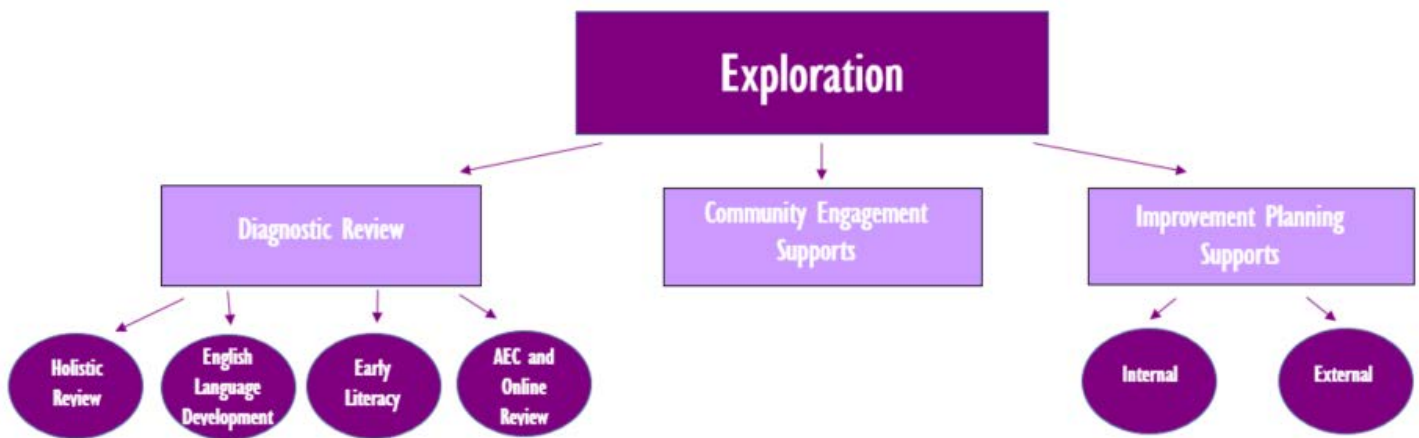 Exploration
Diagnostic Review
Community Engagement
Supports
Improvement Planning
Supports
Holistic
Review
English
Language
Development
Early
Literacy
AEC and
Online
Review
Internal
External